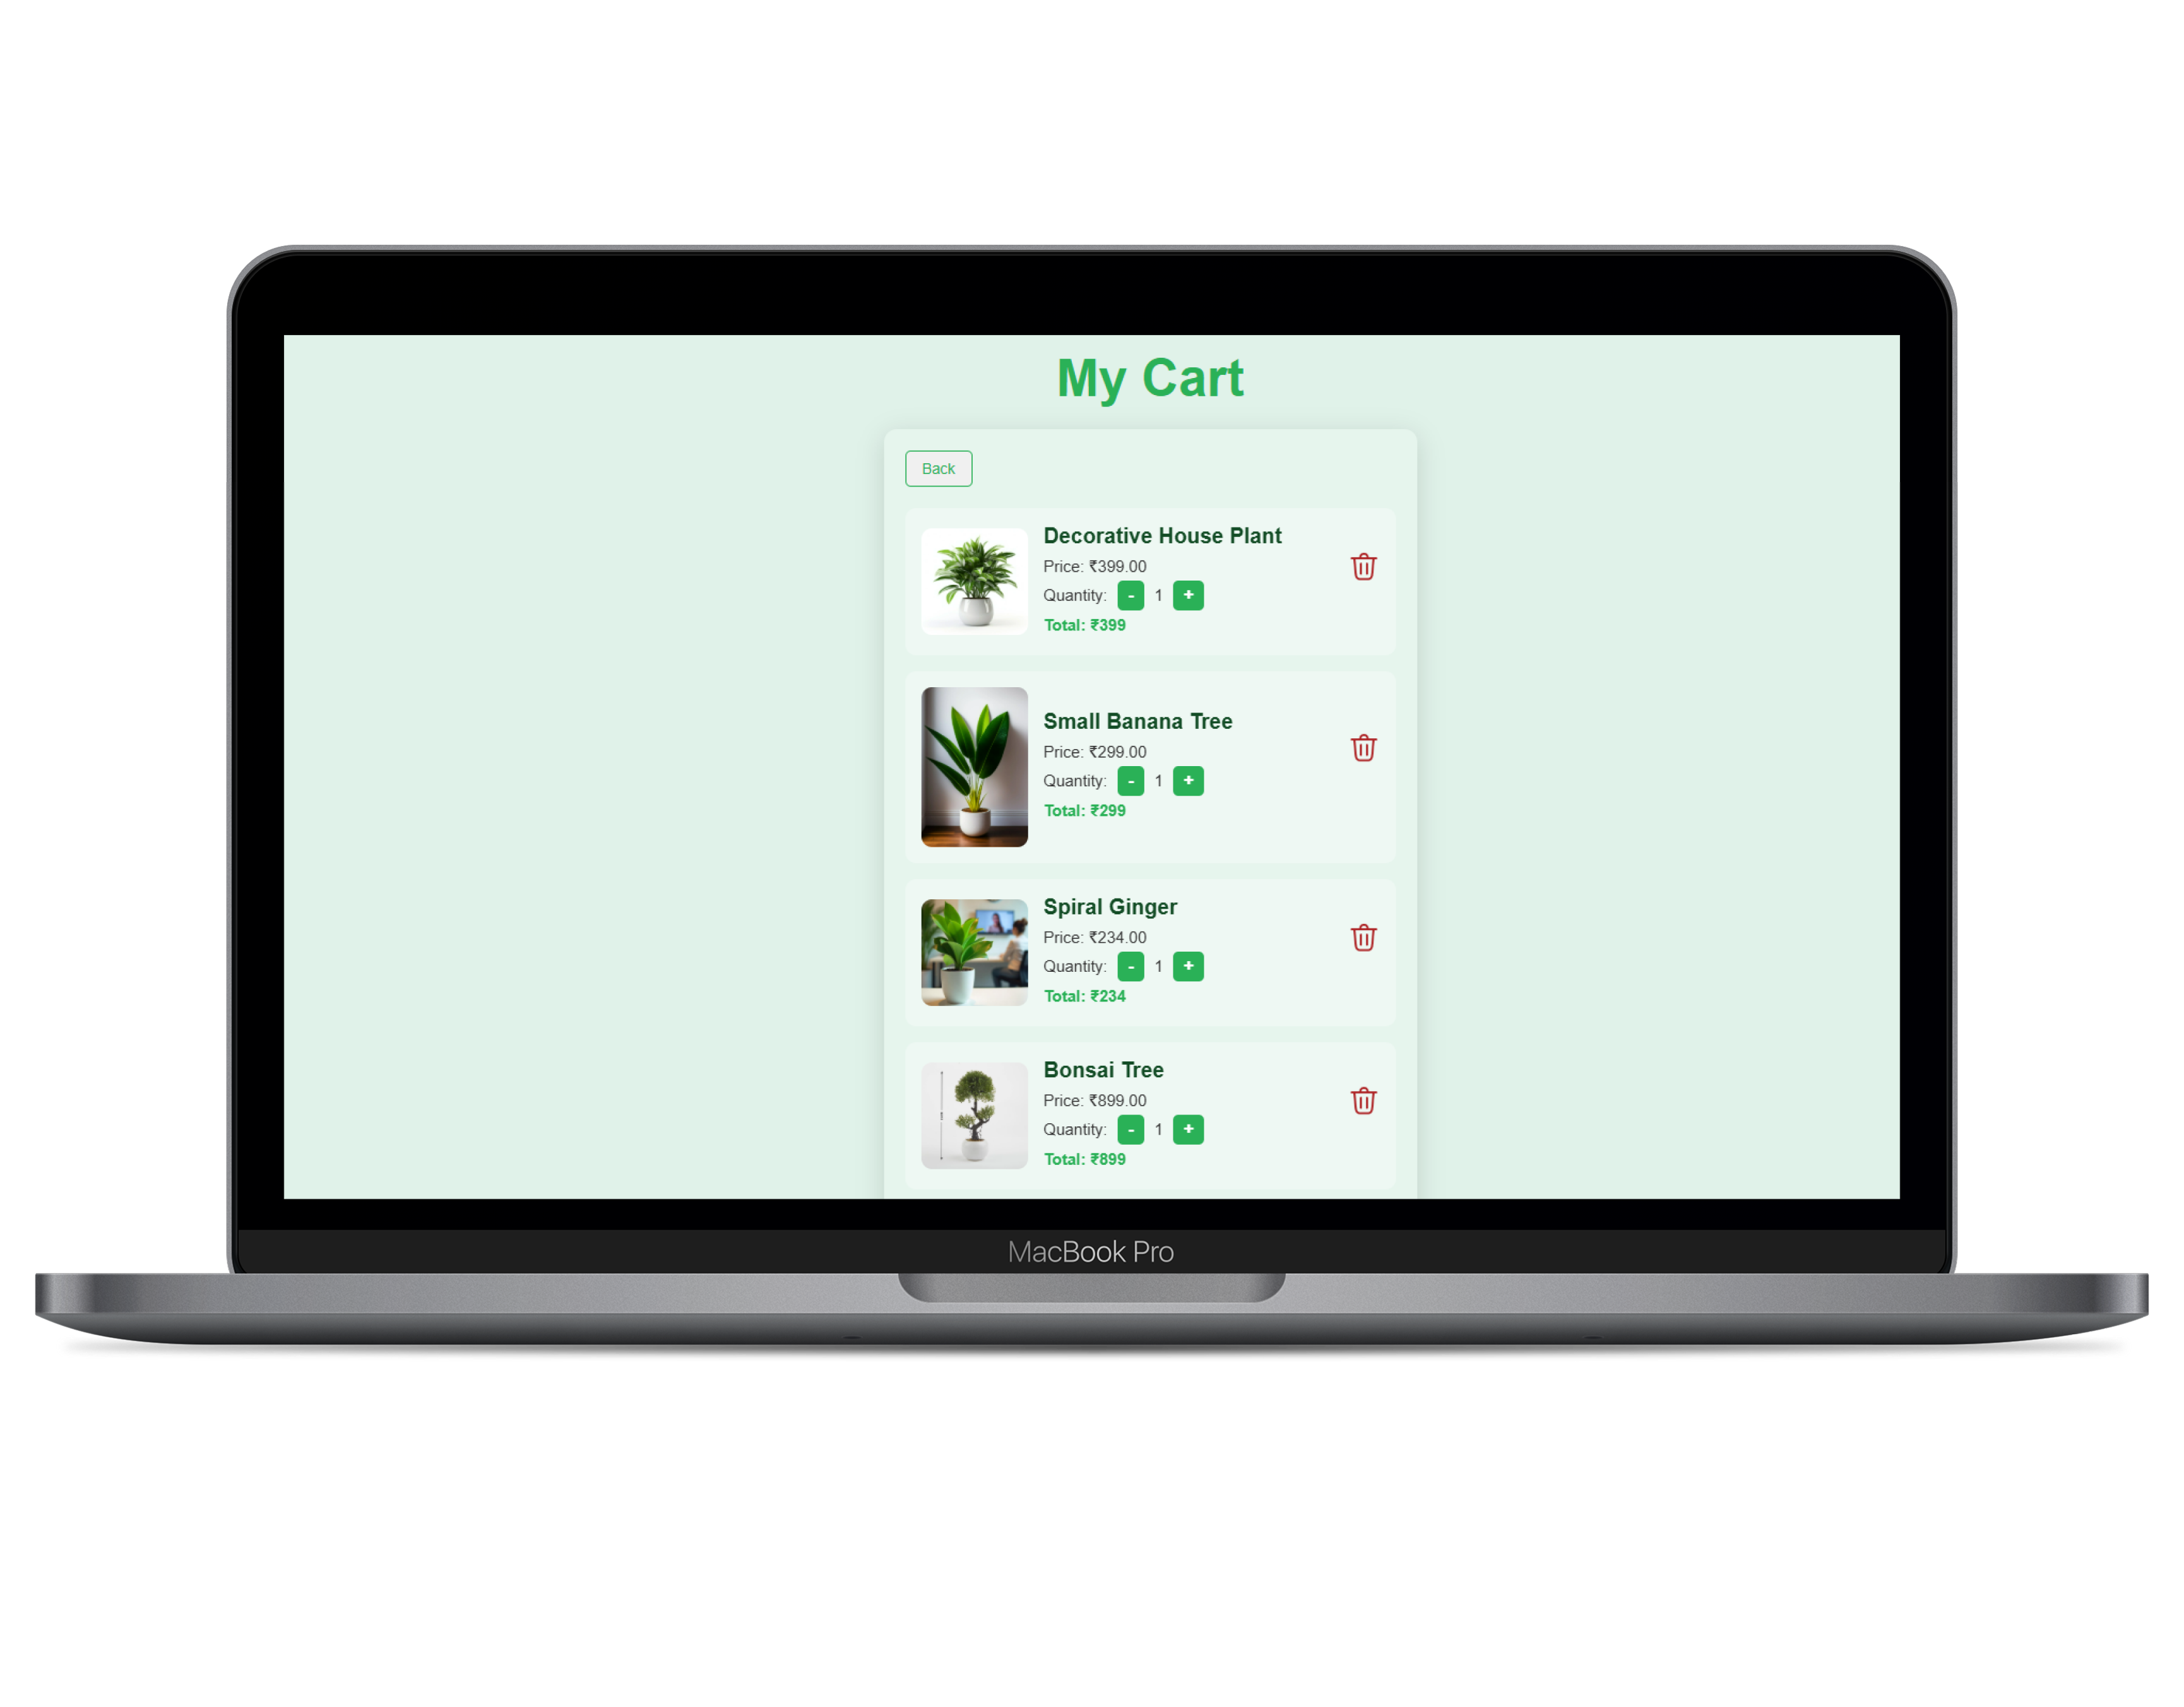 My Cart
Back
Decorative House Plant
Price: ₹399.00
Quantity: - 1 +
Total: ₹399
Small Banana Tree
Price: ₹299.00
Quantity: - 1 +
Total: ₹299
Spiral Ginger
Price: ₹234.00
Quantity: - 1 +
Total: ₹234
Bonsai Tree
Price: ₹899.00
Quantity: - 1 +
Total: ₹899
MacBook Pro